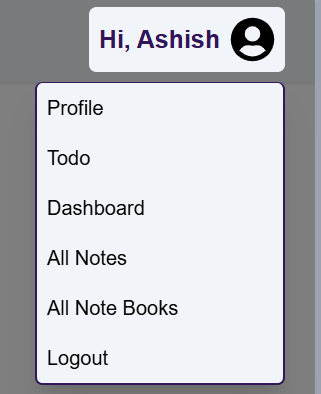 Hi, Ashish
Profile
Todo
Dashboard
All Notes
All Note Books
Logout